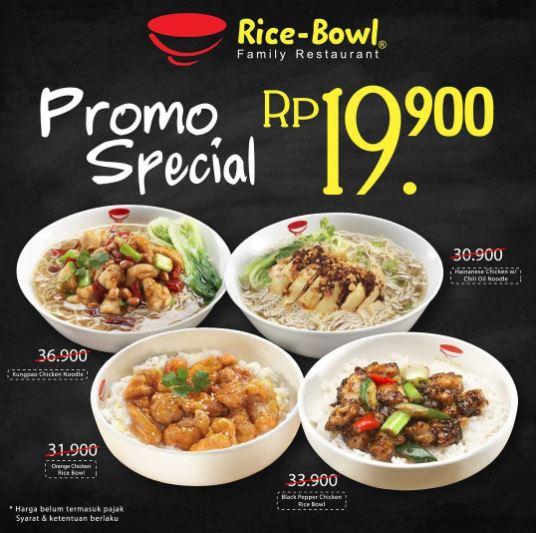 Rice-Bowl®
Family Restaurant
Promo
Special
RP19.900
30.900
Hainanese Chicken w/
Chili Oil Noodle
36.900
Kungpao Chicken Noodle
31.900
Orange Chicken
Rice Bowl
33.900
Black Pepper Chicken
Rice Bowl
* Harga belum termasuk pajak
Syarat & ketentuan berlaku